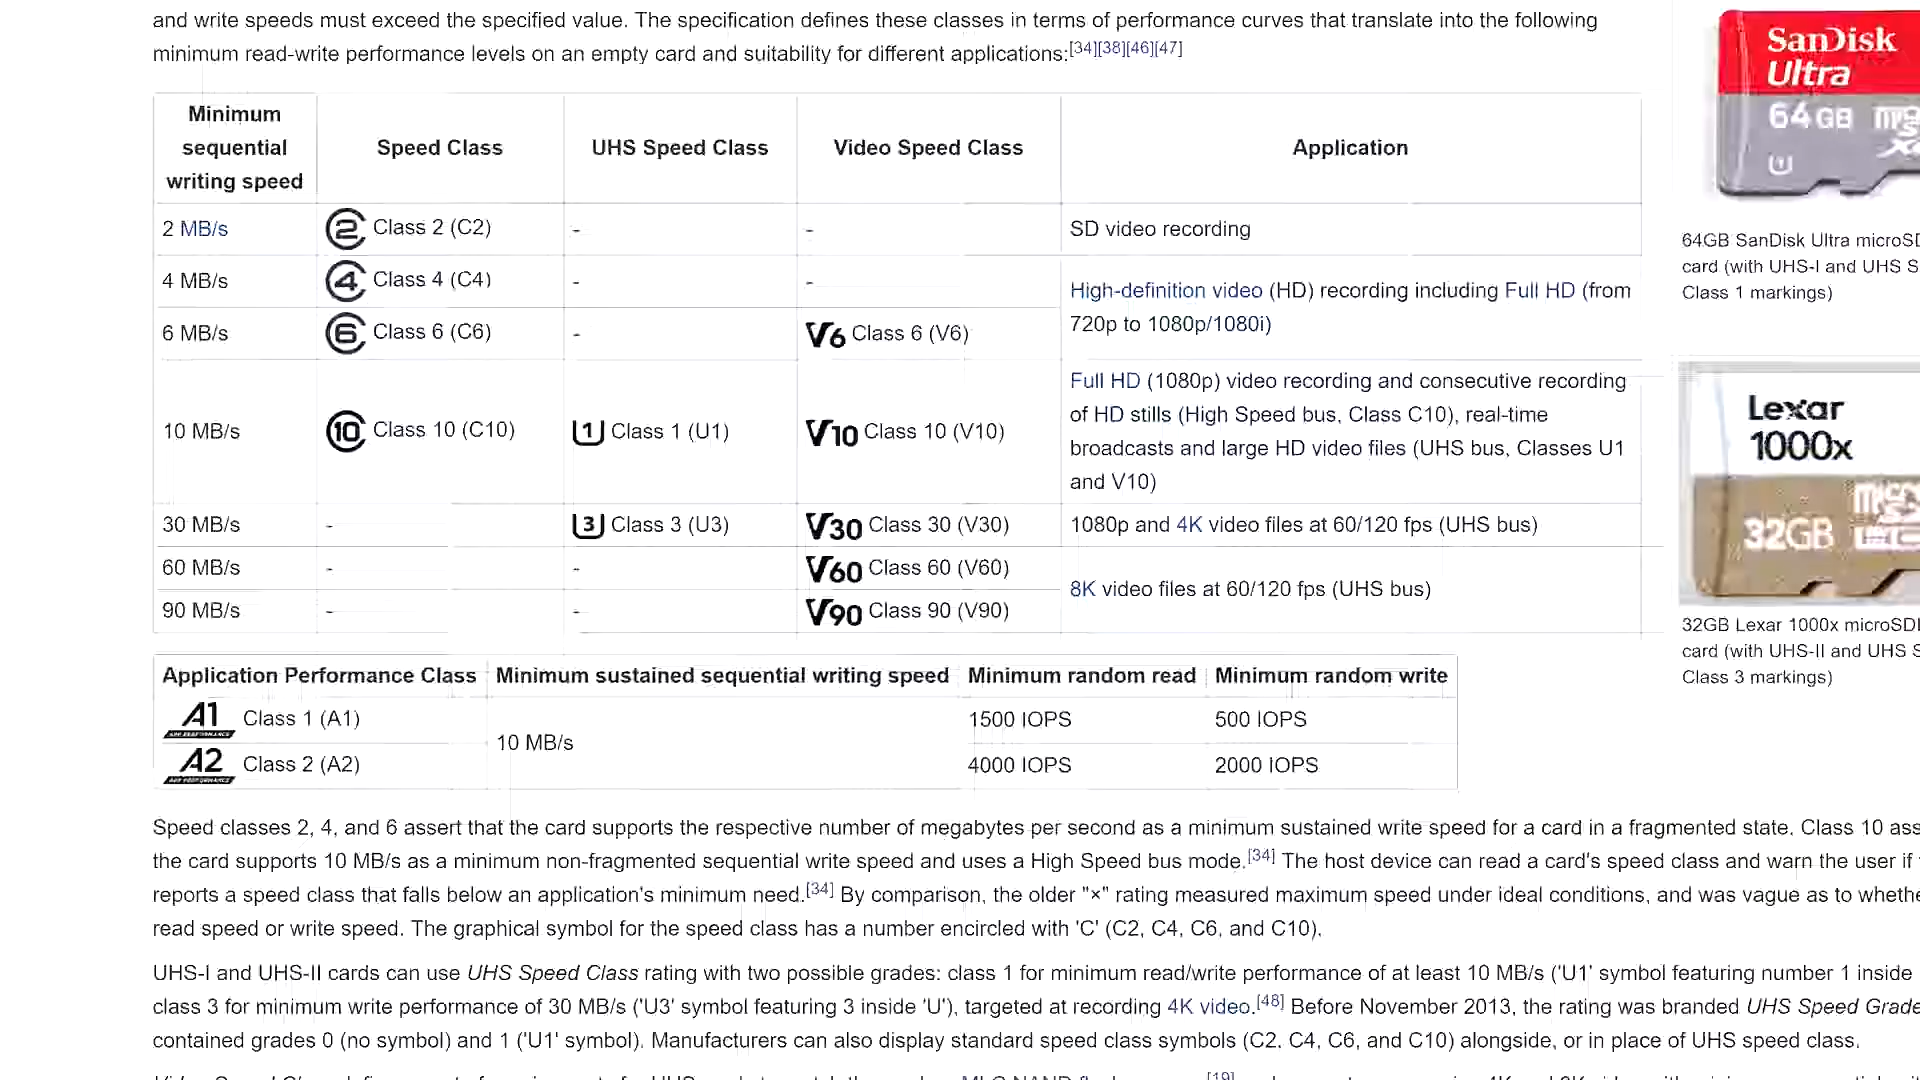 and write speeds must exceed the specified value. The specification defines these classes in terms of performance curves that translate into the following
minimum read-write performance levels on an empty card and suitability for different applications:[34][38][46][47]
Minimum sequential writing speed
Speed Class
UHS Speed Class
Video Speed Class
Application
2 MB/s 2 Class 2 (C2) - - SD video recording
4 MB/s 4 Class 4 (C4) - -
High-definition video (HD) recording including Full HD (from
720p to 1080p/1080i)
6 MB/s 6 Class 6 (C6) - V6 Class 6 (V6)
10 MB/s 10 Class 10 (C10) 1 Class 1 (U1) V10 Class 10 (V10)
Full HD (1080p) video recording and consecutive recording
of HD stills (High Speed bus, Class C10), real-time
broadcasts and large HD video files (UHS bus, Classes U1
and V10)
30 MB/s - 3 Class 3 (U3) V30 Class 30 (V30) 1080p and 4K video files at 60/120 fps (UHS bus)
60 MB/s - - V60 Class 60 (V60)
8K video files at 60/120 fps (UHS bus)
90 MB/s - - V90 Class 90 (V90)
Application Performance Class Minimum sustained sequential writing speed Minimum random read Minimum random write
A1 Class 1 (A1) 1500 IOPS 500 IOPS
10 MB/s
A2 Class 2 (A2) 4000 IOPS 2000 IOPS
SanDisk
Ultra
64GB
1
64GB SanDisk Ultra microSD
card (with UHS-I and UHS S
Class 1 markings)
Lexar
1000x
32GB
32GB Lexar 1000x microSD
card (with UHS-II and UHS S
Class 3 markings)
Speed classes 2, 4, and 6 assert that the card supports the respective number of megabytes per second as a minimum sustained write speed for a card in a fragmented state. Class 10 ass
the card supports 10 MB/s as a minimum non-fragmented sequential write speed and uses a High Speed bus mode.[34] The host device can read a card's speed class and warn the user if
reports a speed class that falls below an application's minimum need.[34] By comparison, the older "×" rating measured maximum speed under ideal conditions, and was vague as to whethe
read speed or write speed. The graphical symbol for the speed class has a number encircled with 'C' (C2, C4, C6, and C10).
UHS-I and UHS-II cards can use UHS Speed Class rating with two possible grades: class 1 for minimum read/write performance of at least 10 MB/s ('U1' symbol featuring number 1 inside
class 3 for minimum write performance of 30 MB/s ('U3' symbol featuring 3 inside 'U'), targeted at recording 4K video.[48] Before November 2013, the rating was branded UHS Speed Grade
contained grades 0 (no symbol) and 1 ('U1' symbol). Manufacturers can also display standard speed class symbols (C2, C4, C6, and C10) alongside, or in place of UHS speed class.